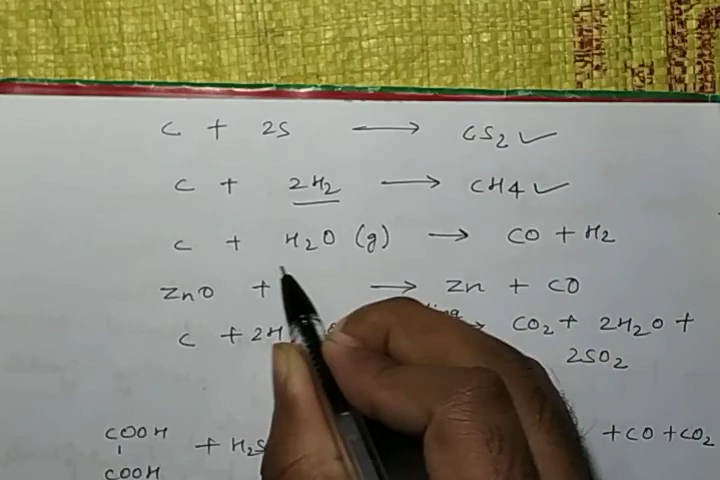 C + 2S → CS2 ✓
C + 2H2 → CH4 ✓
C + H2O (g) → CO + H2
ZnO + → Zn + CO
C + 2H → CO2 + 2H2O +
2SO2
COOH + H2S +CO +CO2
COOH